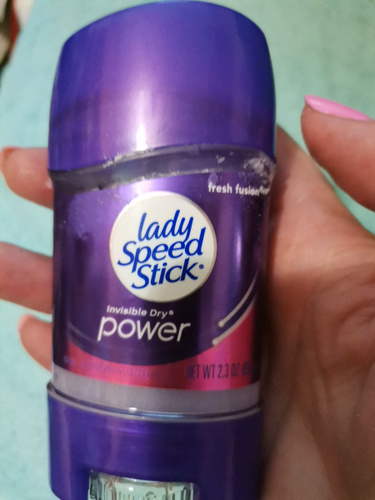 fresh fusion
lady
Speed
Stick®
Invisible Dry®
power
NET WT 2.3 OZ